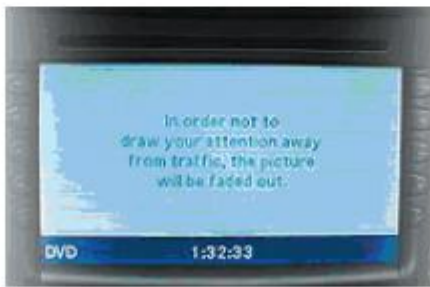 In order not to
draw your attention away
from traffic, the picture
will be faded out.
DVD 1:32:33